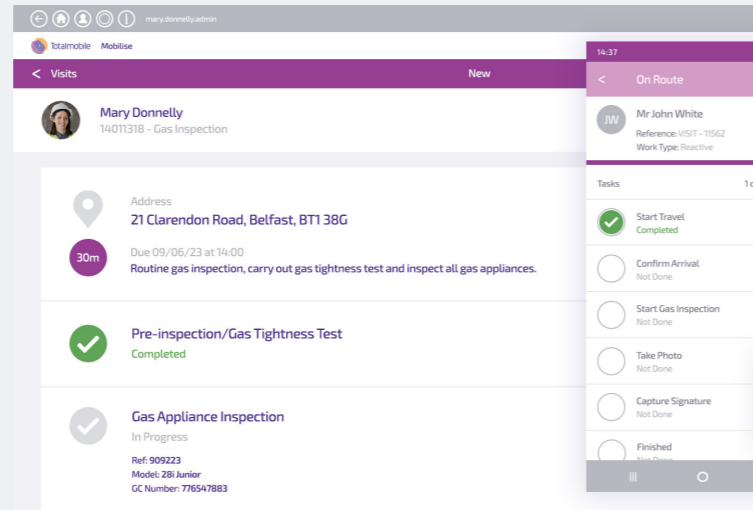 mary.donnelly.admin
Totalmobile Mobilise
< Visits New
Mary Donnelly
14011318 - Gas Inspection
Address
21 Clarendon Road, Belfast, BT1 38G
30m
Due 09/06/23 at 14:00
Routine gas inspection, carry out gas tightness test and inspect all gas appliances.
Pre-inspection/Gas Tightness Test
Completed
Gas Appliance Inspection
In Progress
Ref: 909223
Model: 28i Junior
GC Number: 776547883
14:37
< On Route
JW
Mr John White
Reference: VISIT - 11562
Work Type: Reactive
Tasks 1 o
Start Travel
Completed
Confirm Arrival
Not Done
Start Gas Inspection
Not Done
Take Photo
Not Done
Capture Signature
Not Done
Finished
Not Done